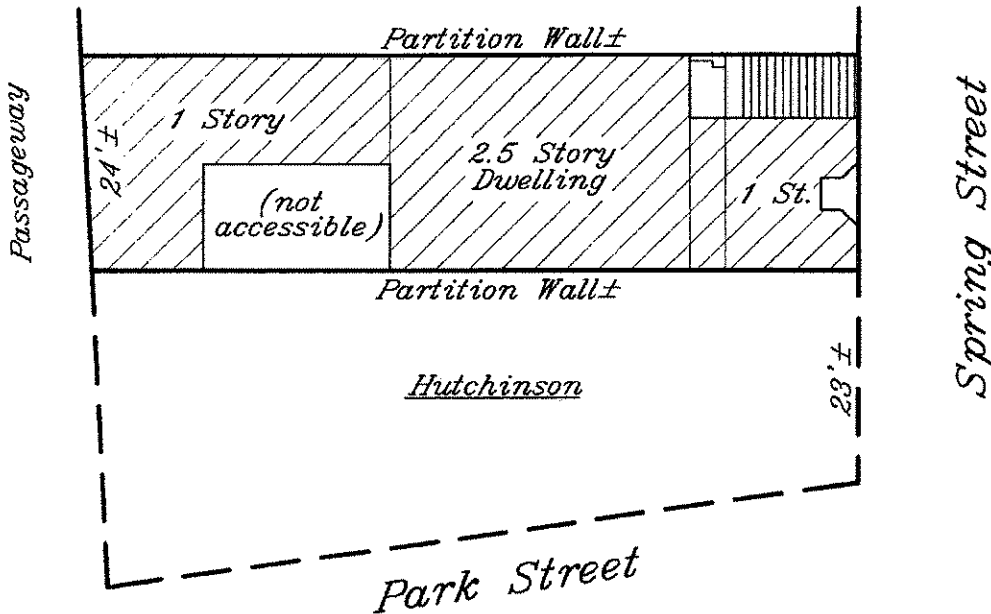 Partition Wall±
Passageway
24'±
1 Story
(not
accessible)
2.5 Story
Dwelling
1 St.
Spring Street
Partition Wall±
Hutchinson
23'±
Park Street